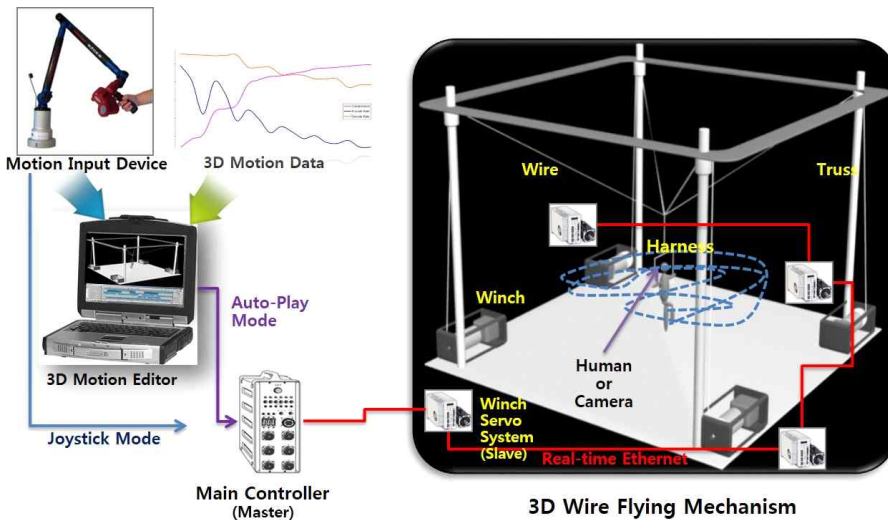 Motion Input Device
3D Motion Data
3D Motion Editor
Auto-Play
Mode
Joystick Mode
Main Controller
(Master)
Wire
Truss
Harness
Winch
Human
or
Camera
Winch
Servo
System
(Slave)
Real-time Ethernet
3D Wire Flying Mechanism